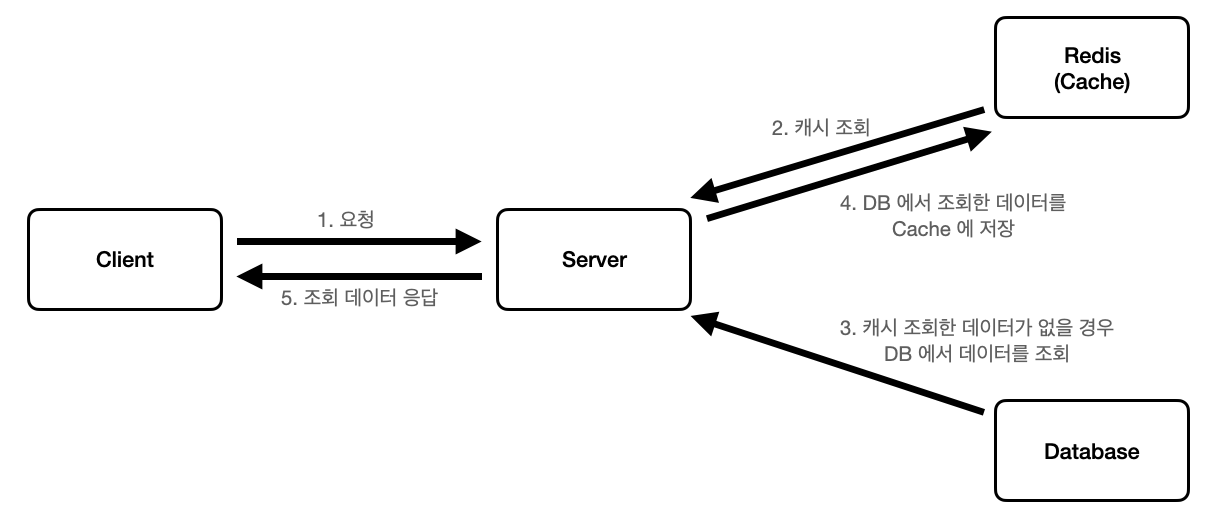 Redis
(Cache)
2. 캐시 조회
4. DB 에서 조회한 데이터를
Cache 에 저장
1. 요청
Client
Server
5. 조회 데이터 응답
3. 캐시 조회한 데이터가 없을 경우
DB 에서 데이터를 조회
Database